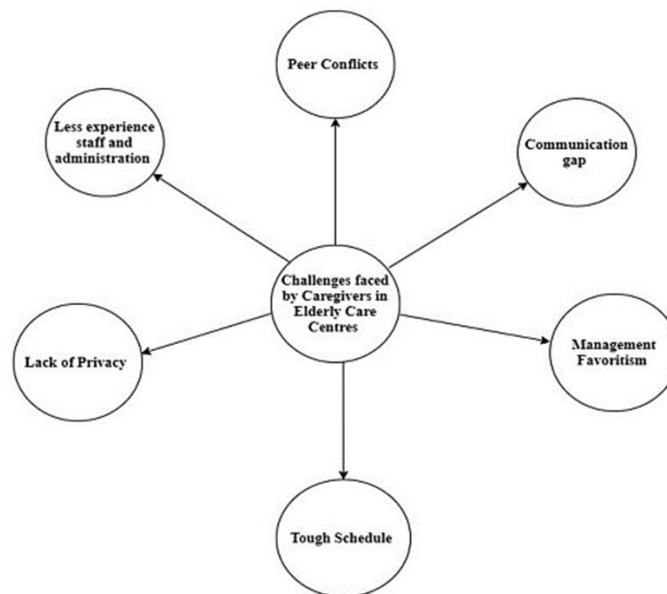 Peer Conflicts
Less experience
staff and
administration
Communication
gap
Challenges faced
by Caregivers in
Elderly Care
Centres
Lack of Privacy
Management
Favoritism
Tough Schedule